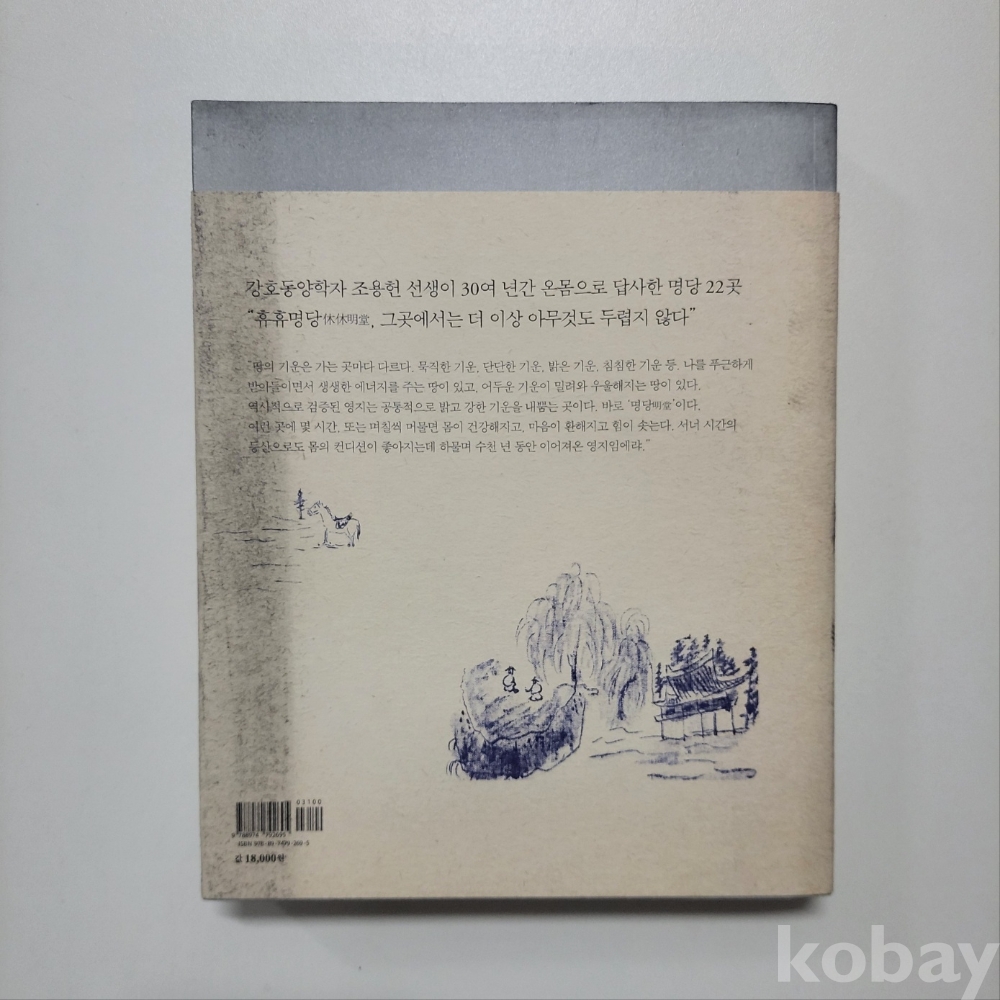 강호동양학자 조용헌 선생이 30여 년간 온몸으로 답사한 명당 22곳
“휴휴명당休休明堂, 그곳에서는 더 이상 아무것도 두렵지 않다”
“땅의 기운은 가는 곳마다 다르다. 묵직한 기운, 단단한 기운, 밝은 기운, 침침한 기운 등. 나를 푸근하게
받아들이면서 생생한 에너지를 주는 땅이 있고, 어두운 기운이 밀려와 우울해지는 땅이 있다.
역사적으로 검증된 영지는 공통적으로 밝고 강한 기운을 내뿜는 곳이다. 바로 ‘명당明堂’이다.
이런 곳에 몇 시간, 또는 며칠씩 머물면 몸이 건강해지고, 마음이 환해지고 힘이 솟는다. 서너 시간의
등산으로도 몸의 컨디션이 좋아지는데 하물며 수천 년 동안 이어져온 영지임에랴.”
03100
ISBN 978-89-7499-
값 18,000원
kobay